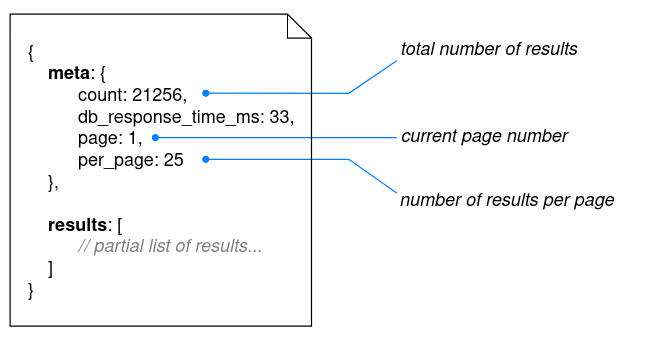 {
meta: {
count: 21256,
db_response_time_ms: 33,
page: 1,
per_page: 25
},
results: [
// partial list of results...
]
}
total number of results
current page number
number of results per page